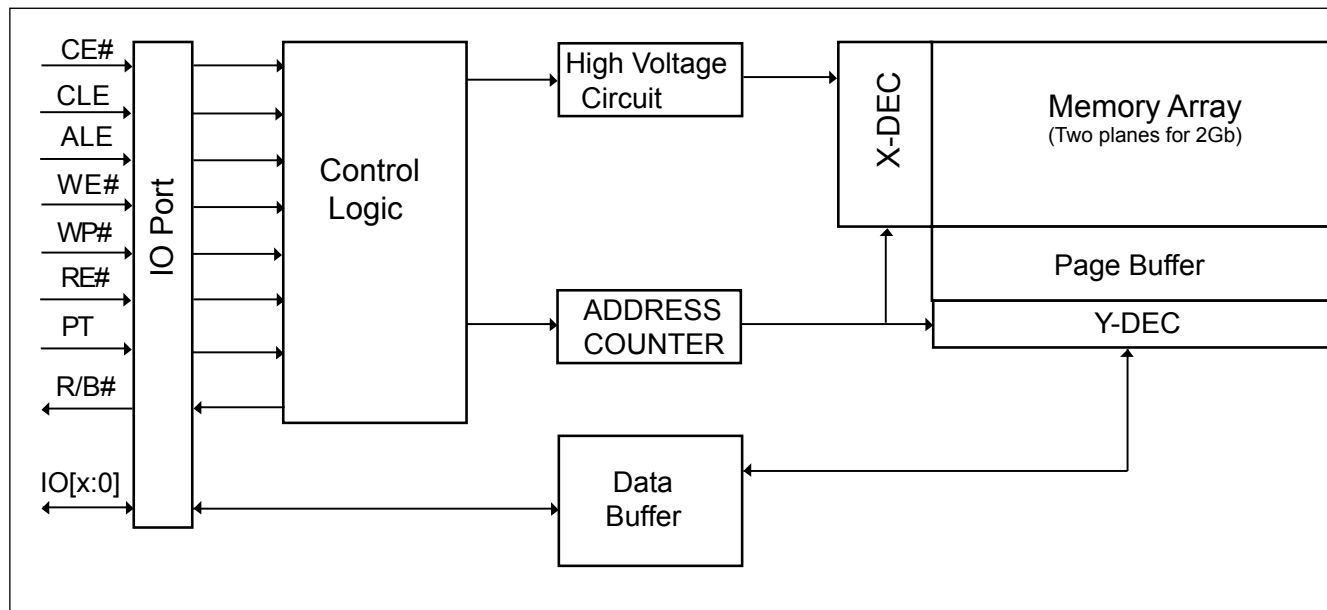 CE#
CLE
ALE
WE#
WP#
RE#
PT
R/B#
IO[x:0]
IO Port
Control
Logic
High Voltage
Circuit
ADDRESS
COUNTER
Data
Buffer
X-DEC
Memory Array
(Two planes for 2Gb)
Page Buffer
Y-DEC